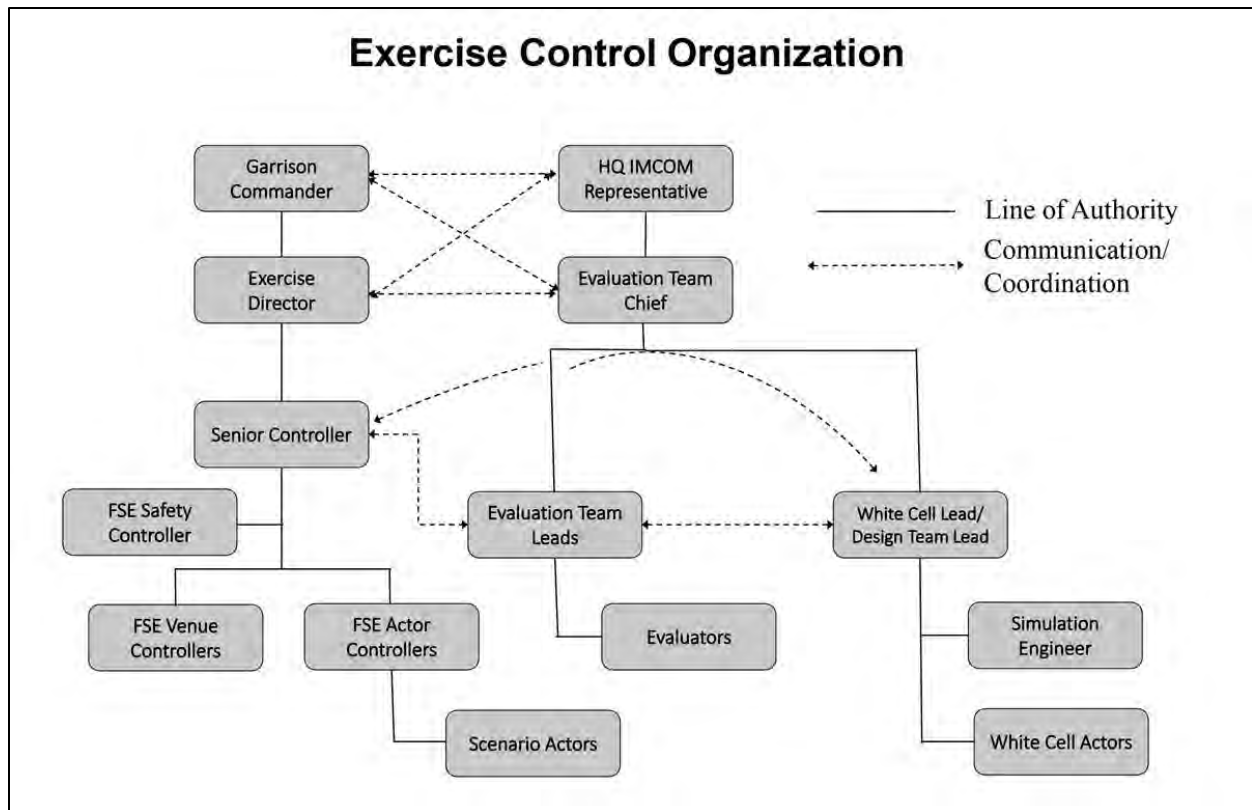 Exercise Control Organization
Garrison
Commander
HQ IMCOM
Representative
Line of Authority
Communication/
Coordination
Exercise
Director
Evaluation Team
Chief
Senior Controller
FSE Safety
Controller
Evaluation Team
Leads
White Cell Lead/
Design Team Lead
FSE Venue
Controllers
FSE Actor
Controllers
Evaluators
Simulation
Engineer
Scenario Actors
White Cell Actors